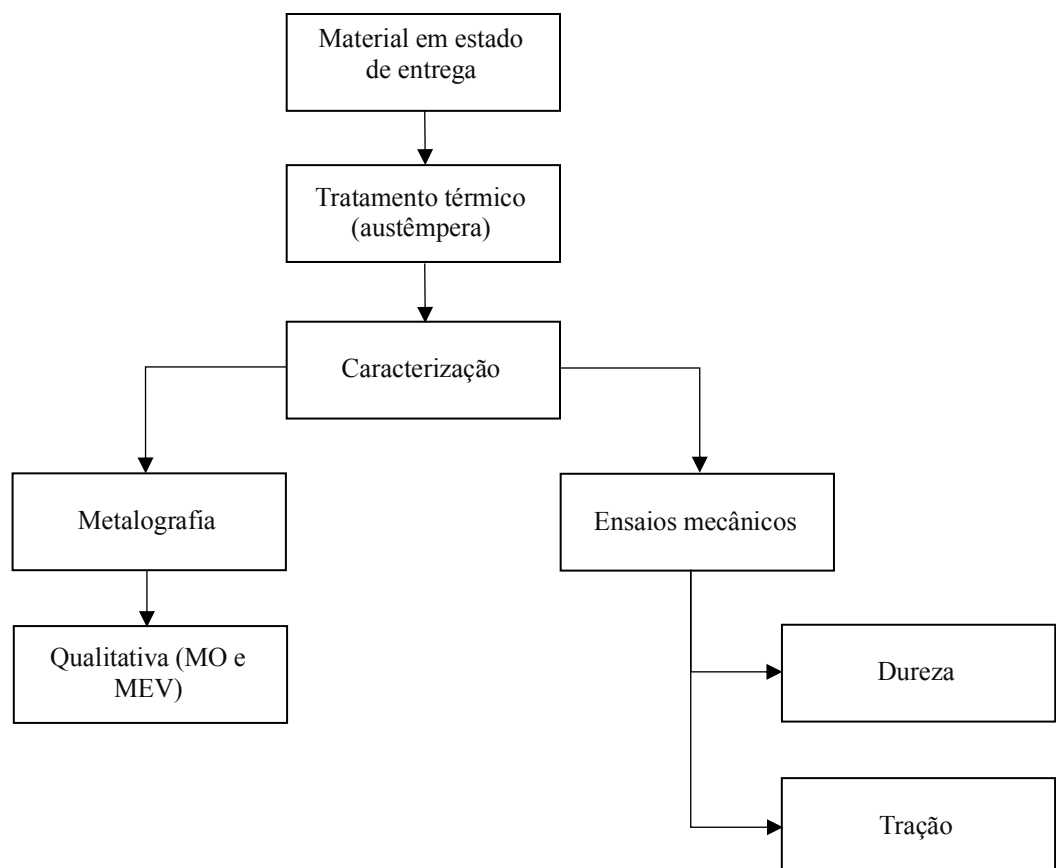 Material em estado
de entrega
Tratamento térmico
(austêmpera)
Caracterização
Metalografia
Ensaios mecânicos
Qualitativa (MO e
MEV)
Dureza
Tração